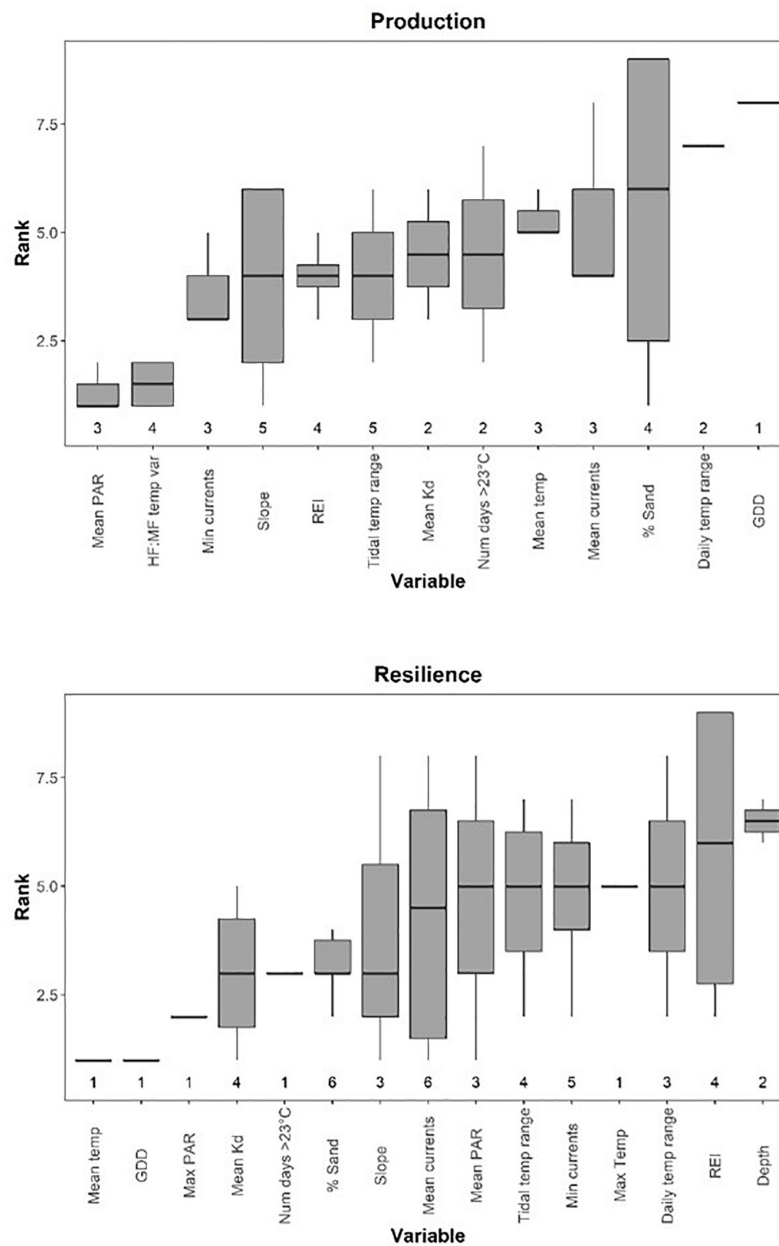 Production
Rank
7.5
5.0
2.5
3 4 3 5 4 5 2 2 3 3 4 2 1
Mean PAR
HF:MF temp var
Min currents
Slope
REI
Tidal temp range
Mean Kd
Num days >23°C
Mean temp
Mean currents
% Sand
Daily temp range
GDD
Variable
Resilience
Rank
7.5
5.0
2.5
1 1 1 4 1 6 3 6 3 4 5 1 3 4 2
Mean temp
GDD
Max PAR
Mean Kd
Num days >23°C
% Sand
Slope
Mean currents
Mean PAR
Tidal temp range
Min currents
Max Temp
Daily temp range
REI
Depth
Variable